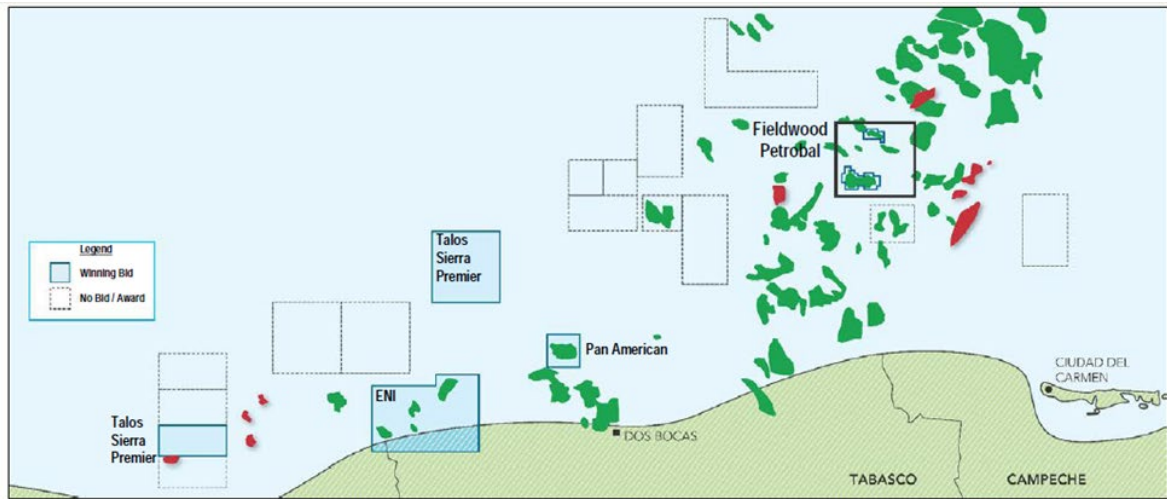 Fieldwood
Petrobal
Talos
Sierra
Premier
Legend
Winning Bid
No Bid / Award
Pan American
ENI
CIUDAD DEL
CARMEN
Talos
Sierra
Premier
DOS BOCAS
TABASCO
CAMPECHE